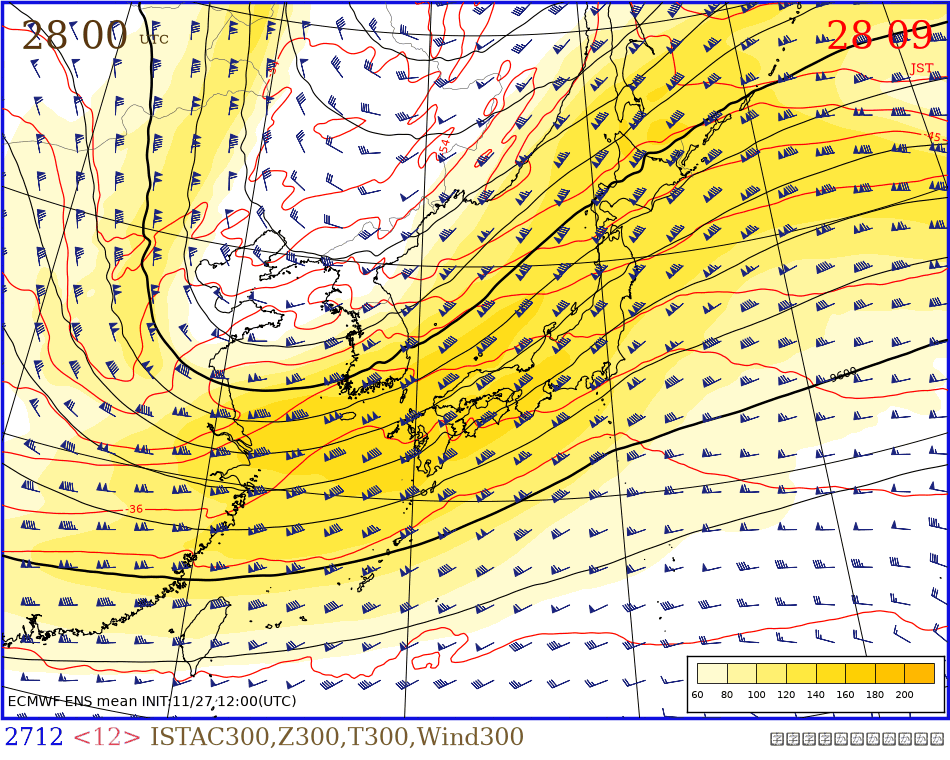 28 00 UTC
28 09
JST
-45
-54
9600
-36
60 80 100 120 140 160 180 200
ECMWF ENS mean INIT:11/27,12:00(UTC)
2712 <12> ISTAC300,Z300,T300,Wind300